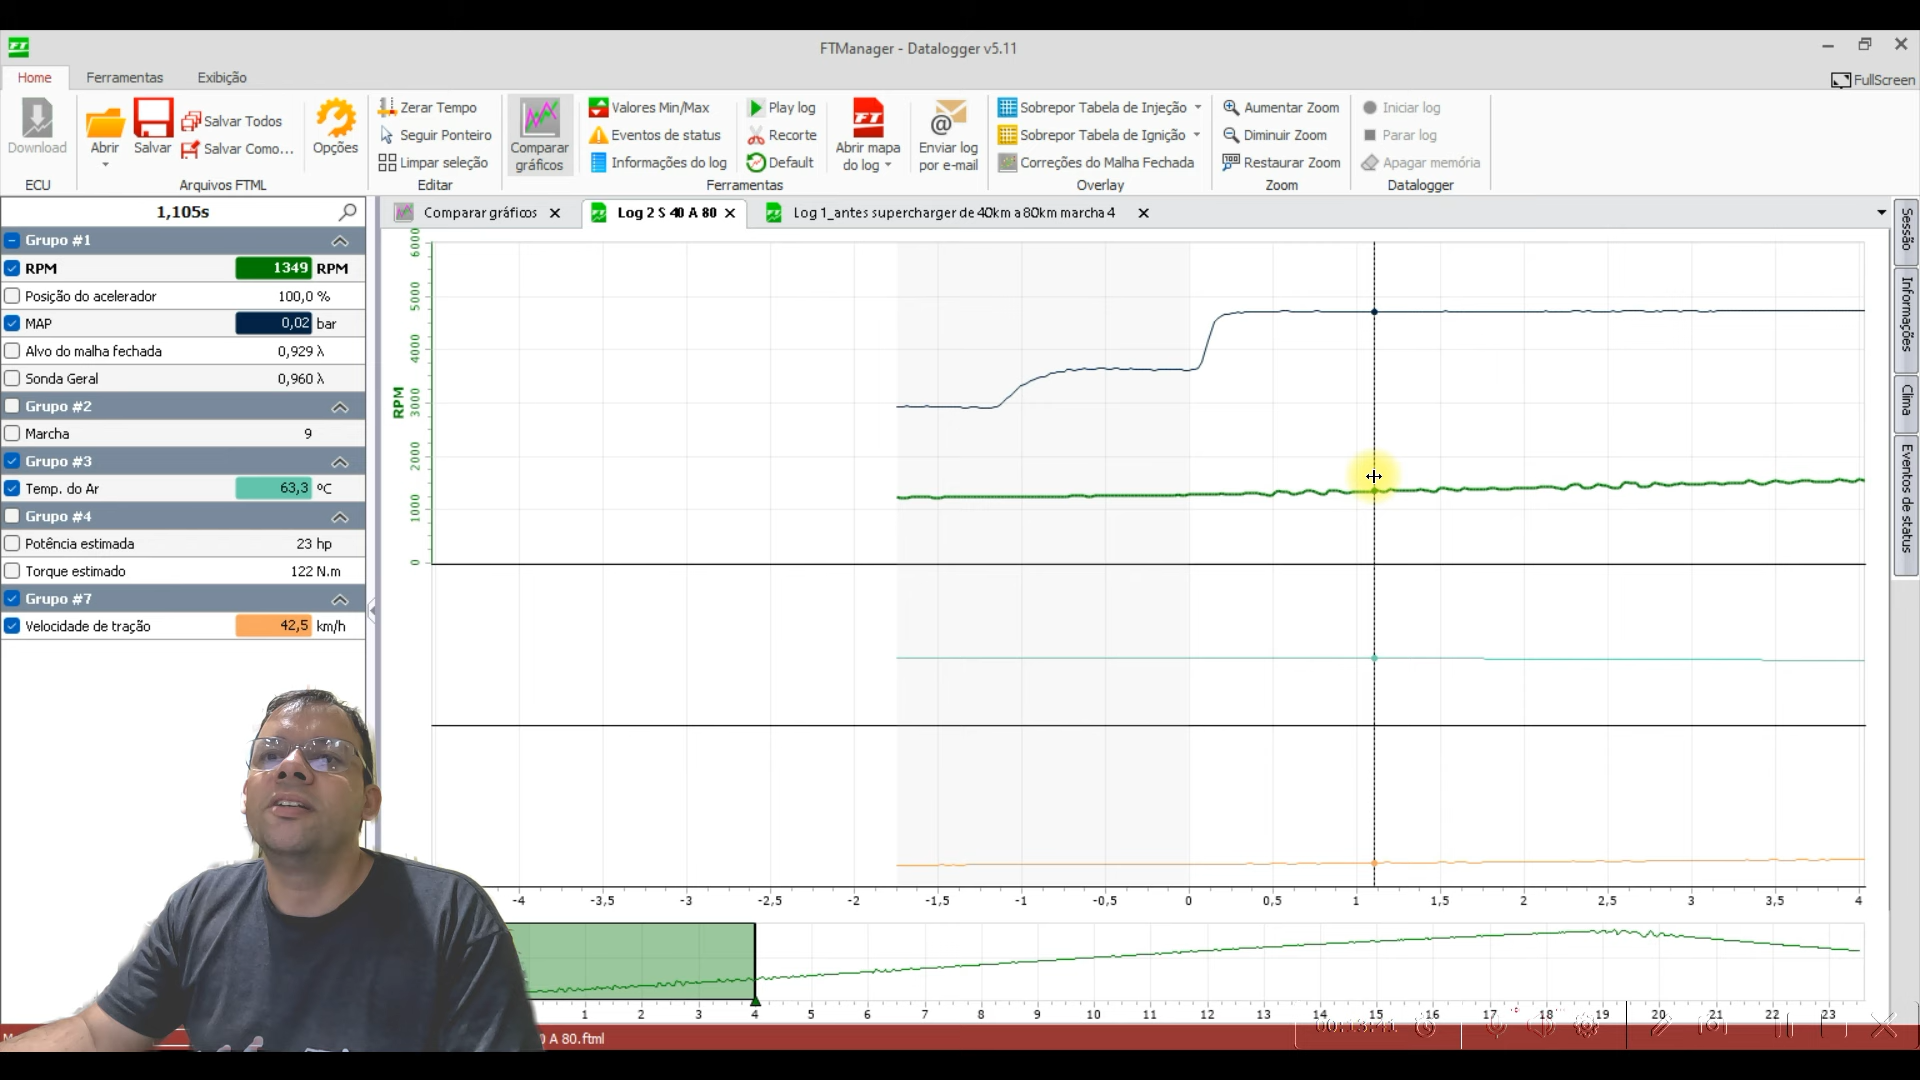 FT
FTManager - Datalogger v5.11
Home
Ferramentas
Exibição
FullScreen
Download
ECU
Abrir
Salvar
Salvar Todos
Salvar Como...
Arquivos FTML
Opções
Zerar Tempo
Seguir Ponteiro
Limpar seleção
Editar
Comparar
gráficos
Valores Min/Max
Eventos de status
Informações do log
Play log
Recorte
Default
FT
Abrir mapa
do log
@
Enviar log
por e-mail
Ferramentas
Sobrepor Tabela de Injeção
Sobrepor Tabela de Ignição
Correções do Malha Fechada
Overlay
Aumentar Zoom
Diminuir Zoom
Restaurar Zoom
Zoom
Iniciar log
Parar log
Apagar memória
Datalogger
1,105s
Comparar gráficos
Log 2 S 40 A 80
Log 1_antes supercharger de 40km a 80km marcha 4
Grupo #1
RPM 1349 RPM
Posição do acelerador 100,0 %
MAP 0,02 bar
Alvo do malha fechada 0,929 λ
Sonda Geral 0,960 λ
Grupo #2
Marcha 9
Grupo #3
Temp. do Ar 63,3 ºC
Grupo #4
Potência estimada 23 hp
Torque estimado 122 N.m
Grupo #7
Velocidade de tração 42,5 km/h
RPM
6000
5000
4000
3000
2000
1000
0
-4 -3,5 -3 -2,5 -2 -1,5 -1 -0,5 0 0,5 1 1,5 2 2,5 3 3,5 4
1 2 3 4 5 6 7 8 9 10 11 12 13 14 15 16 17 18 19 20 21 22 23
Sessão
Informações
Clima
Eventos de status
A 80.ftml
00:13:41